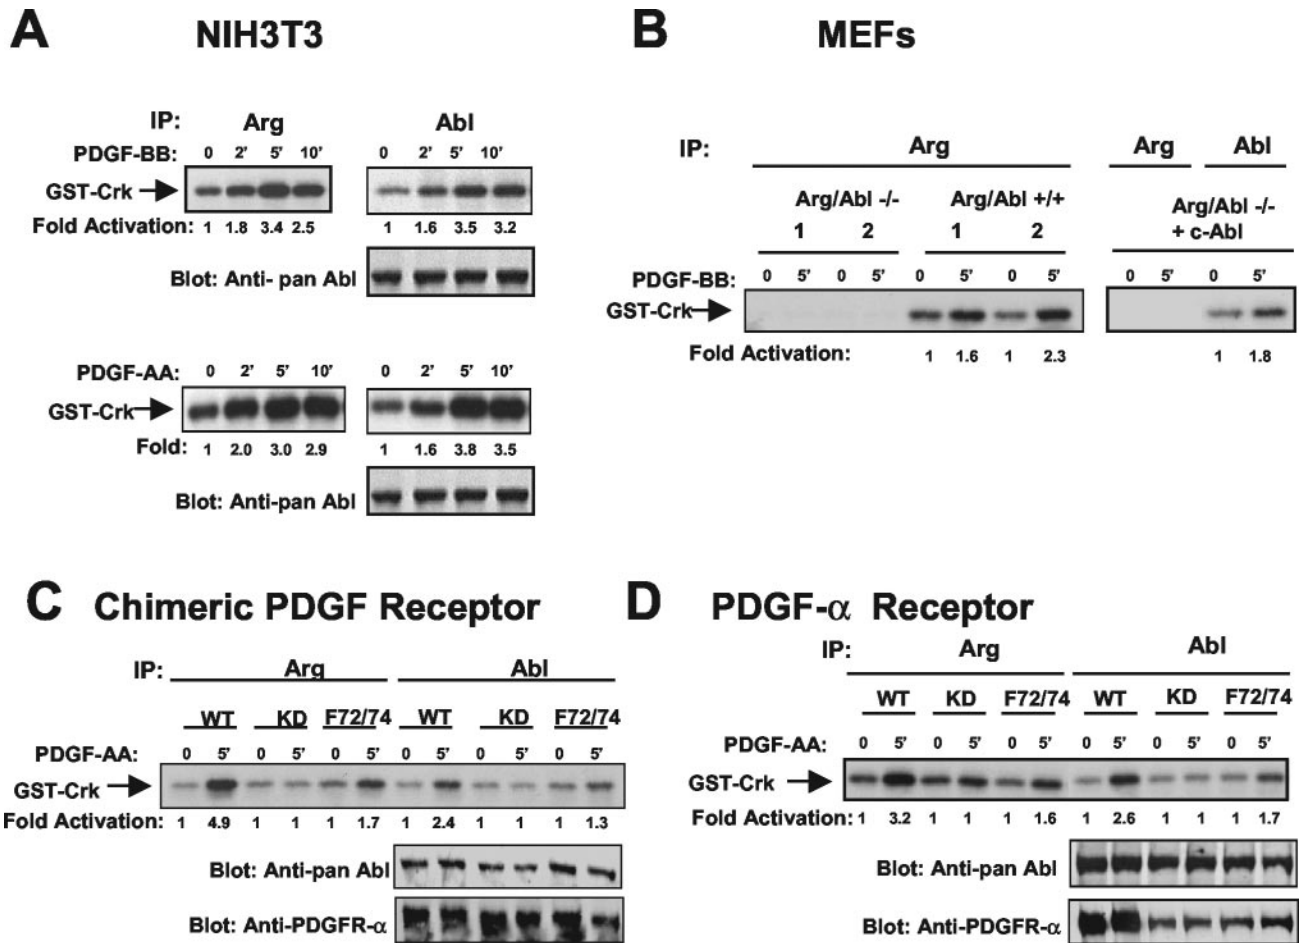 A NIH3T3
IP: Arg Abl
PDGF-BB: 0 2' 5' 10' 0 2' 5' 10'
GST-Crk
Fold Activation: 1 1.8 3.4 2.5 1 1.6 3.5 3.2
Blot: Anti- pan Abl
PDGF-AA: 0 2' 5' 10' 0 2' 5' 10'
GST-Crk
Fold: 1 2.0 3.0 2.9 1 1.6 3.8 3.5
Blot: Anti-pan Abl
B MEFs
IP: Arg Arg Abl
Arg/Abl -/- Arg/Abl +/+ Arg/Abl -/-
1 2 1 2 + c-Abl
PDGF-BB: 0 5' 0 5' 0 5' 0 5' 0 5' 0 5'
GST-Crk
Fold Activation: 1 1.6 1 2.3 1 1.8
C Chimeric PDGF Receptor
IP: Arg Abl
WT KD F72/74 WT KD F72/74
PDGF-AA: 0 5' 0 5' 0 5' 0 5' 0 5' 0 5'
GST-Crk
Fold Activation: 1 4.9 1 1 1 1.7 1 2.4 1 1 1 1.3
Blot: Anti-pan Abl
Blot: Anti-PDGFR-α
D PDGF-α Receptor
IP: Arg Abl
WT KD F72/74 WT KD F72/74
PDGF-AA: 0 5' 0 5' 0 5' 0 5' 0 5' 0 5'
GST-Crk
Fold Activation: 1 3.2 1 1 1 1.6 1 2.6 1 1 1 1.7
Blot: Anti-pan Abl
Blot: Anti-PDGFR-α